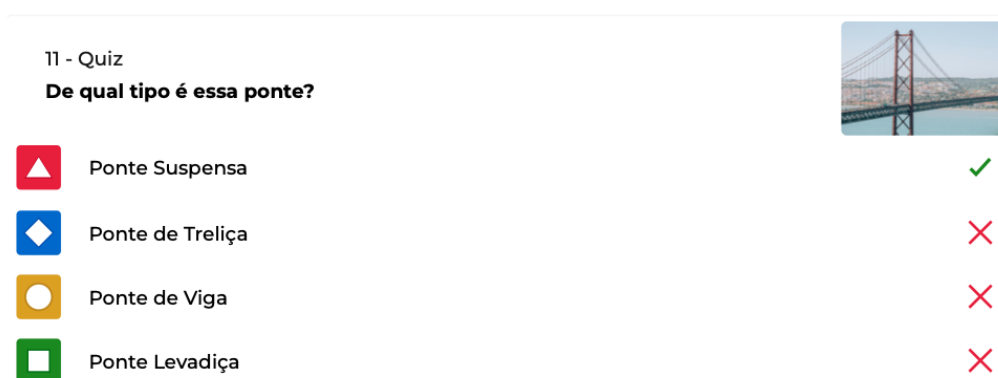 11 - Quiz
De qual tipo é essa ponte?
Ponte Suspensa
Ponte de Treliça
Ponte de Viga
Ponte Levadiça